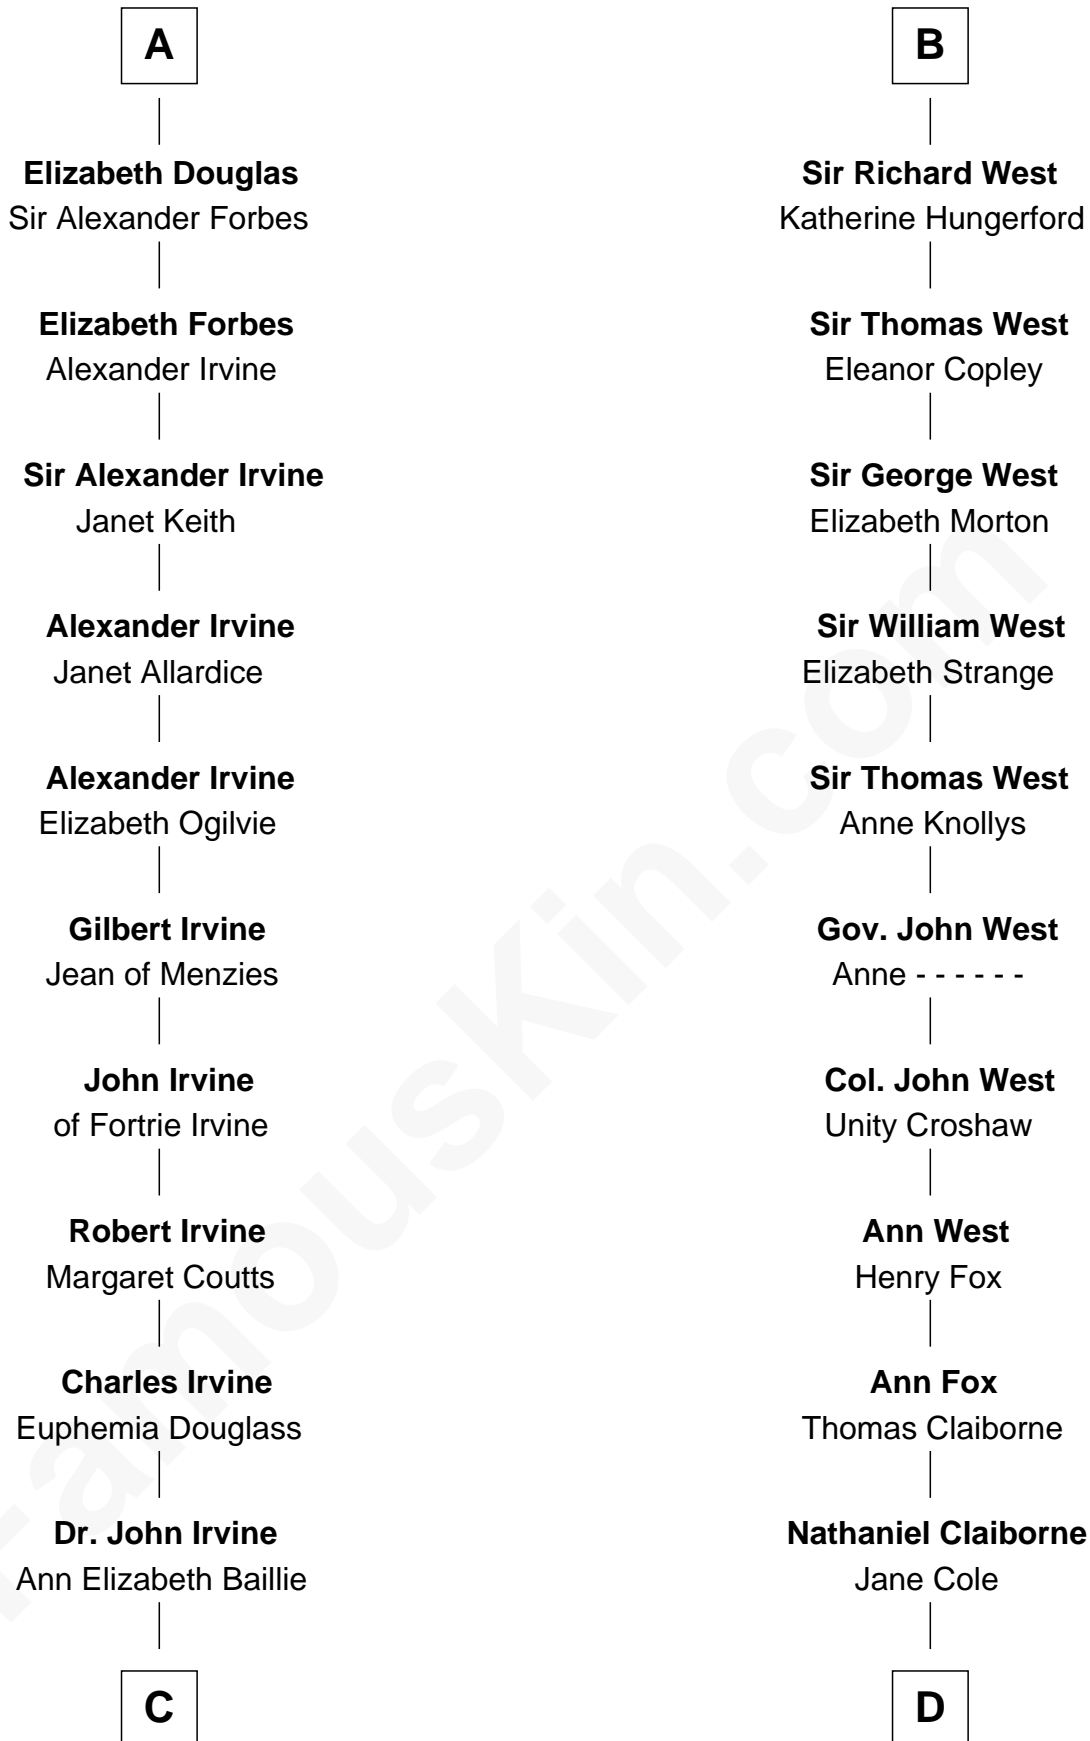 A
Elizabeth Douglas
Sir Alexander Forbes
Elizabeth Forbes
Alexander Irvine
Sir Alexander Irvine
Janet Keith
Alexander Irvine
Janet Allardice
Alexander Irvine
Elizabeth Ogilvie
Gilbert Irvine
Jean of Menzies
John Irvine
of Fortrie Irvine
Robert Irvine
Margaret Coutts
Charles Irvine
Euphemia Douglass
Dr. John Irvine
Ann Elizabeth Baillie
C
B
Sir Richard West
Katherine Hungerford
Sir Thomas West
Eleanor Copley
Sir George West
Elizabeth Morton
Sir William West
Elizabeth Strange
Sir Thomas West
Anne Knollys
Gov. John West
Anne - - - - - -
Col. John West
Unity Croshaw
Ann West
Henry Fox
Ann Fox
Thomas Claiborne
Nathaniel Claiborne
Jane Cole
D
FamousKin.com